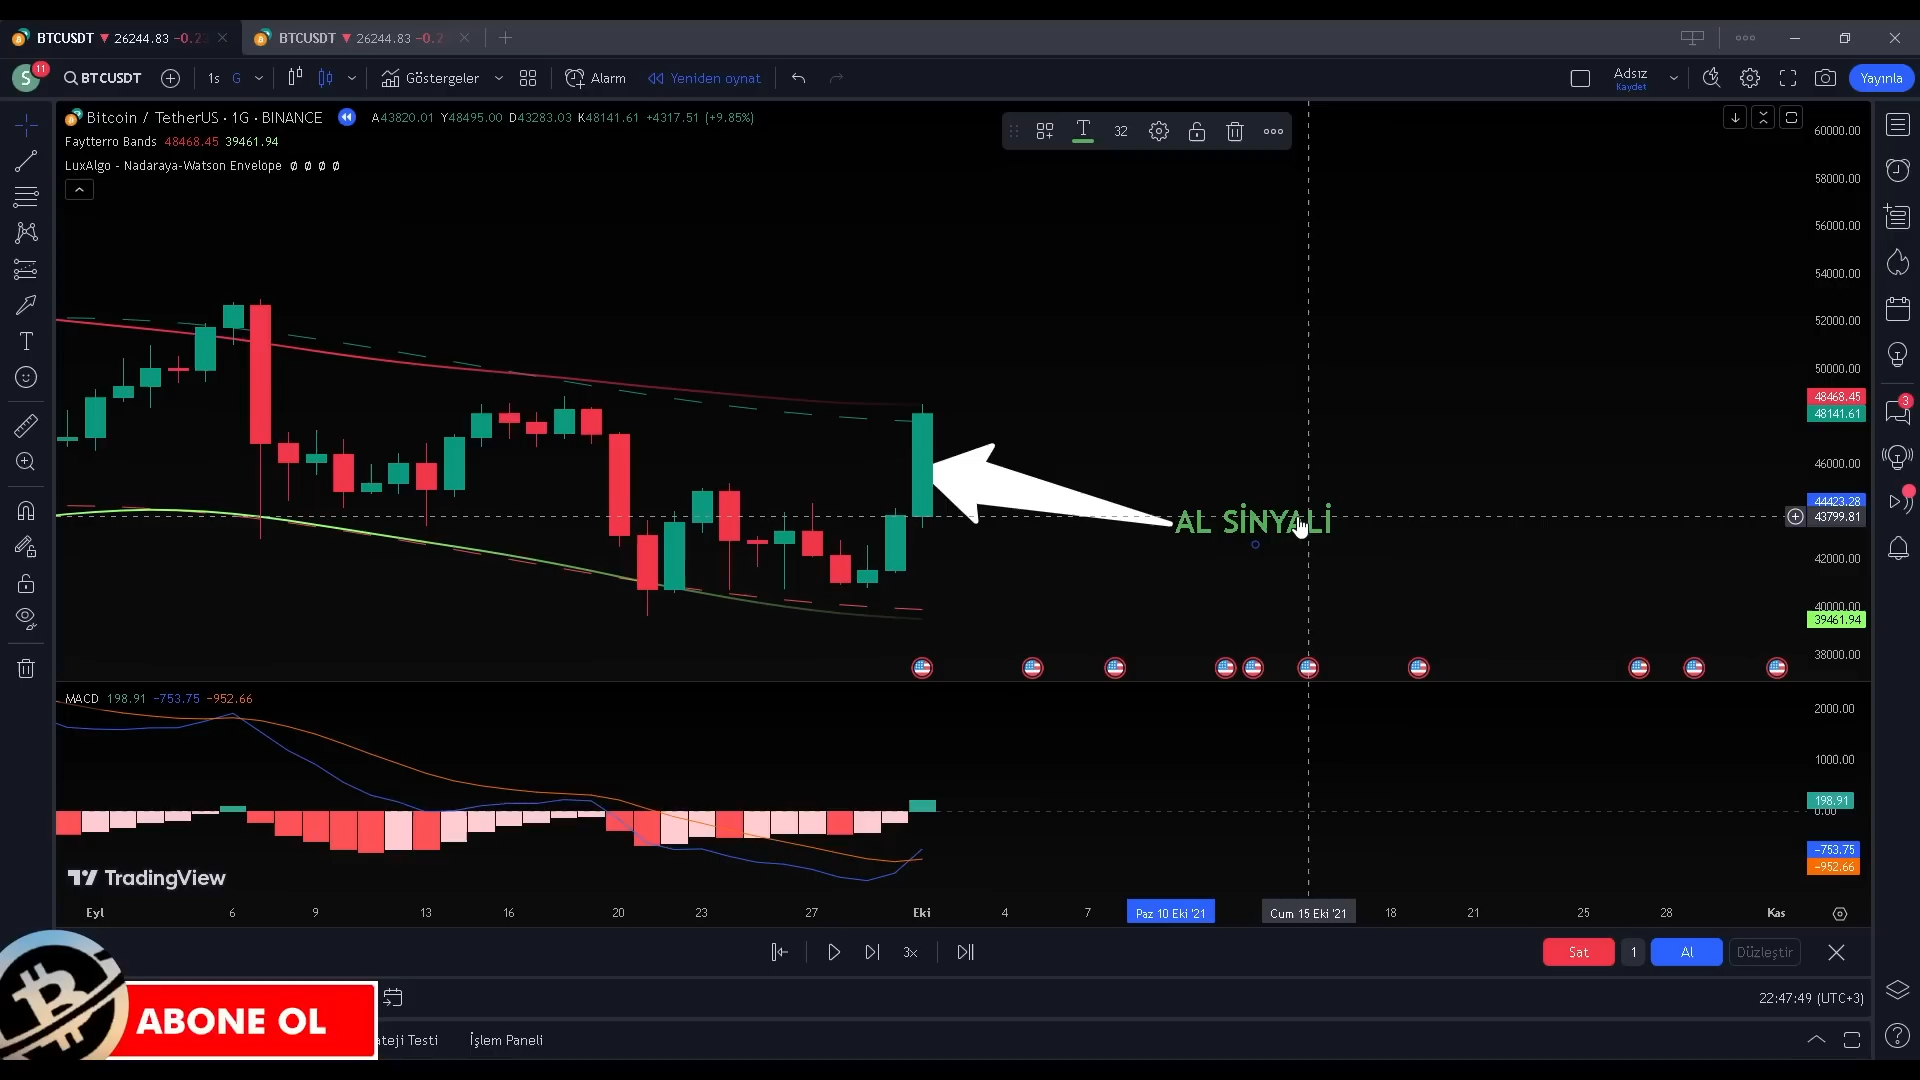 BTCUSDT ▼ 26244.83 −0.2
BTCUSDT ▼ 26244.83 −0.2
S 11 BTCUSDT 1s G Göstergeler Alarm Yeniden oynat Adsız Kaydet Yayınla
Bitcoin / TetherUS · 1G · BINANCE A43820.01 Y48495.00 D43283.03 K48141.61 +4317.51 (+9.85%)
Faytterro Bands 48468.45 39461.94
LuxAlgo - Nadaraya-Watson Envelope Ø Ø Ø Ø
32
60000.00
58000.00
56000.00
54000.00
52000.00
50000.00
48468.45
48141.61
46000.00
44423.28
43799.81
AL SİNYALİ
42000.00
40000.00
39461.94
38000.00
3
MACD 198.91 −753.75 −952.66
2000.00
1000.00
198.91
0.00
−753.75
−952.66
TradingView
Eyl 6 9 13 16 20 23 27 Eki 4 7 Paz 10 Eki '21 Cum 15 Eki '21 18 21 25 28 Kas
3x Sat 1 Al Düzleştir
22:47:49 (UTC+3)
ABONE OL
ateji Testi İşlem Paneli